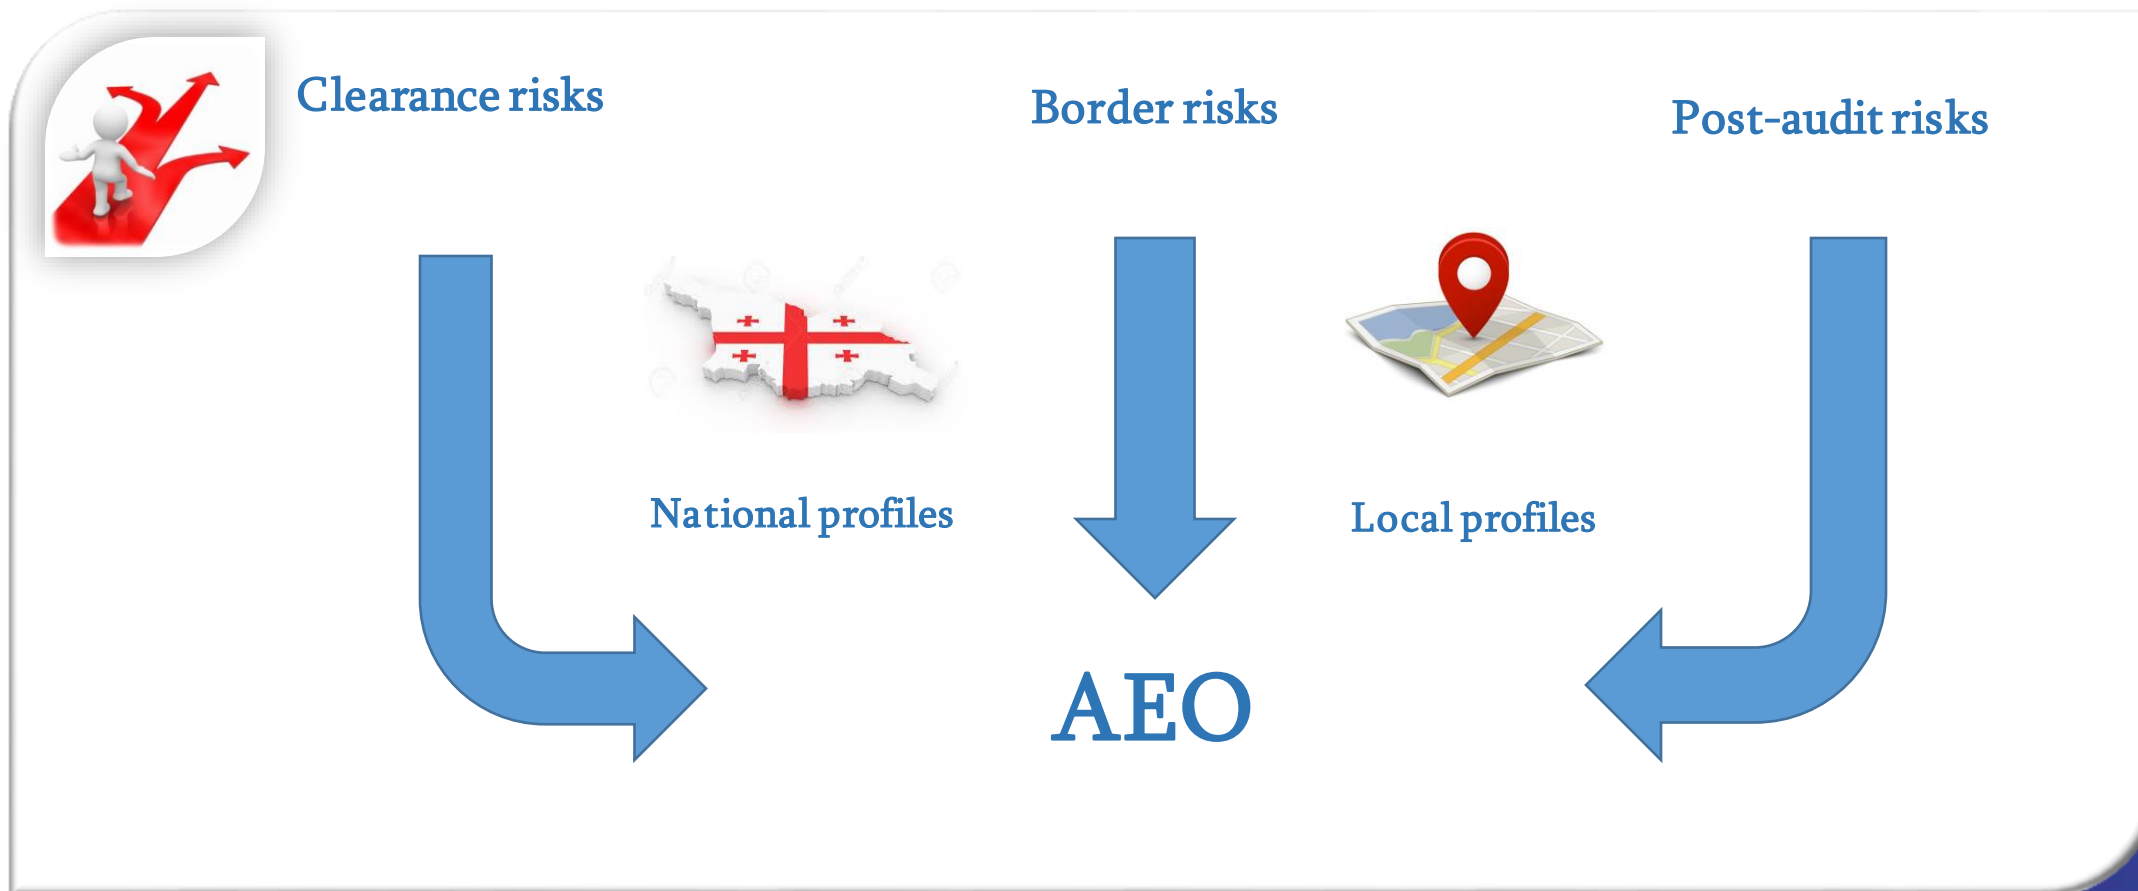 Clearance risks
Border risks
Post-audit risks
National profiles
Local profiles
AEO